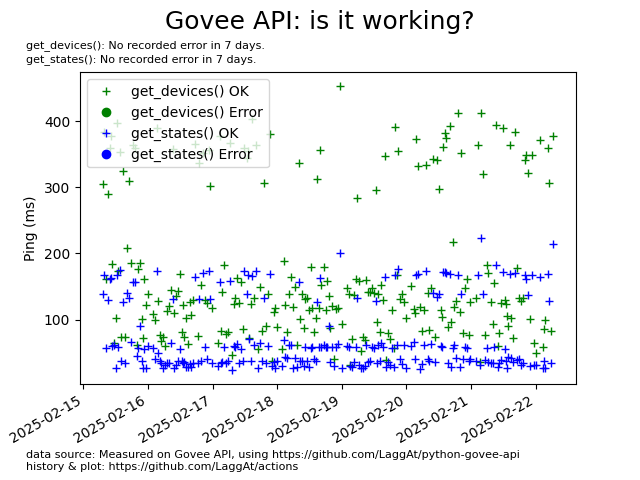 Govee API: is it working?
get_devices(): No recorded error in 7 days.
get_states(): No recorded error in 7 days.
get_devices() OK
get_devices() Error
get_states() OK
get_states() Error
Ping (ms)
400
300
200
100
2025-02-15
2025-02-16
2025-02-17
2025-02-18
2025-02-19
2025-02-20
2025-02-21
2025-02-22
data source: Measured on Govee API, using https://github.com/LaggAt/python-govee-api
history & plot: https://github.com/LaggAt/actions